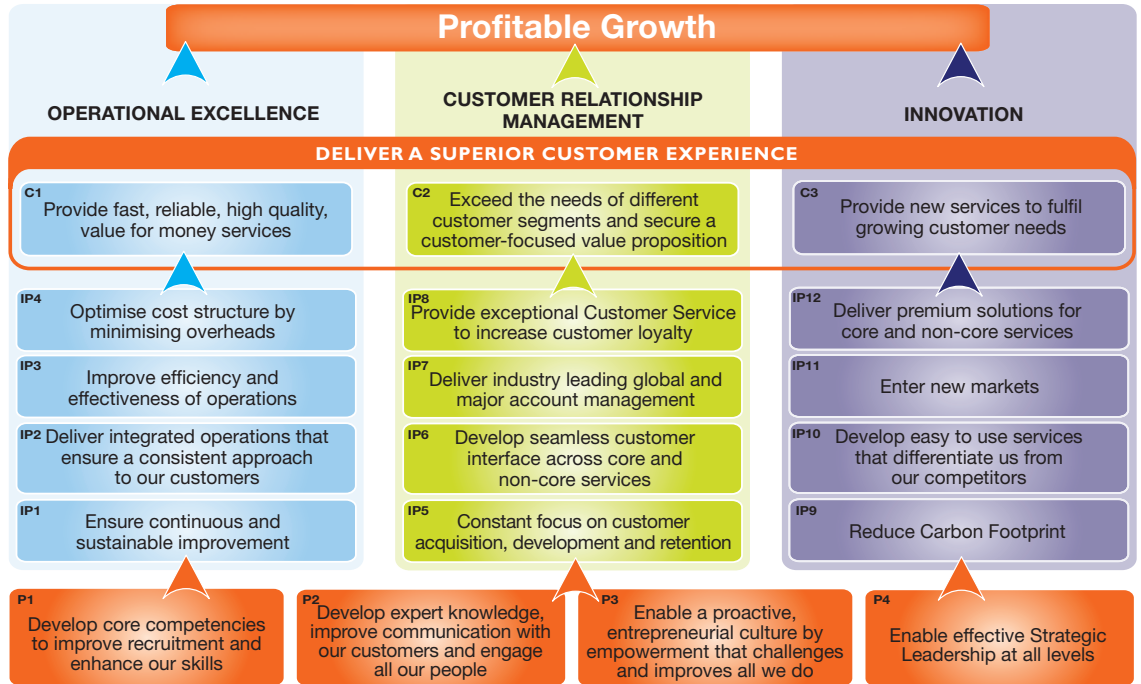 Profitable Growth
OPERATIONAL EXCELLENCE
CUSTOMER RELATIONSHIP
MANAGEMENT
INNOVATION
DELIVER A SUPERIOR CUSTOMER EXPERIENCE
C1
Provide fast, reliable, high quality,
value for money services
C2
Exceed the needs of different
customer segments and secure a
customer-focused value proposition
C3
Provide new services to fulfil
growing customer needs
IP4
Optimise cost structure by
minimising overheads
IP8
Provide exceptional Customer Service
to increase customer loyalty
IP12
Deliver premium solutions for
core and non-core services
IP3
Improve efficiency and
effectiveness of operations
IP7
Deliver industry leading global and
major account management
IP11
Enter new markets
IP2
Deliver integrated operations that
ensure a consistent approach
to our customers
IP6
Develop seamless customer
interface across core and
non-core services
IP10
Develop easy to use services
that differentiate us from
our competitors
IP1
Ensure continuous and
sustainable improvement
IP5
Constant focus on customer
acquisition, development and retention
IP9
Reduce Carbon Footprint
P1
Develop core competencies
to improve recruitment and
enhance our skills
P2
Develop expert knowledge,
improve communication with
our customers and engage
all our people
P3
Enable a proactive,
entrepreneurial culture by
empowerment that challenges
and improves all we do
P4
Enable effective Strategic
Leadership at all levels